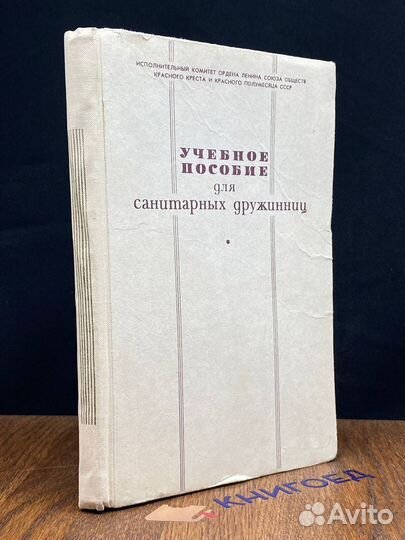 ИСПОЛНИТЕЛЬНЫЙ КОМИТЕТ ОРДЕНА ЛЕНИНА СОЮЗА ОБЩЕСТВ
КРАСНОГО КРЕСТА И КРАСНОГО ПОЛУМЕСЯЦА СССР
УЧЕБНОЕ
ПОСОБИЕ
для
санитарных дружинниц
КНИГОЕД
Avito